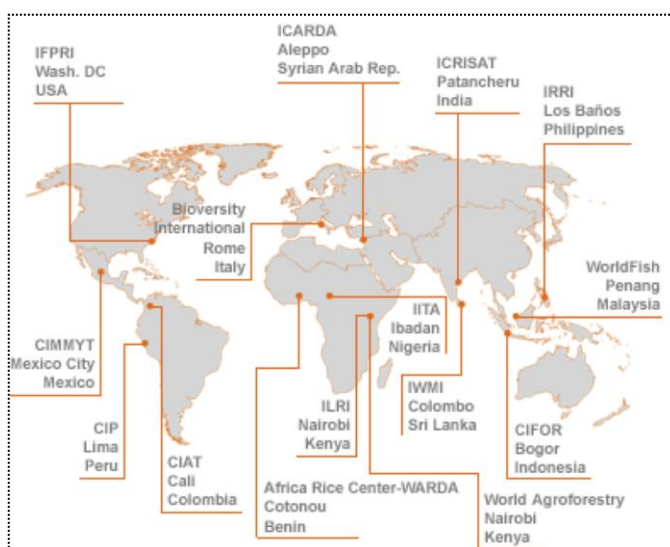 IFPRI
Wash. DC
USA
ICARDA
Aleppo
Syrian Arab Rep.
ICRISAT
Patancheru
India
IRRI
Los Baños
Philippines
Bioversity
International
Rome
Italy
WorldFish
Penang
Malaysia
CIMMYT
Mexico City
Mexico
IITA
Ibadan
Nigeria
CIP
Lima
Peru
CIAT
Cali
Colombia
ILRI
Nairobi
Kenya
IWMI
Colombo
Sri Lanka
CIFOR
Bogor
Indonesia
Africa Rice Center-WARDA
Cotonou
Benin
World Agroforestry
Nairobi
Kenya